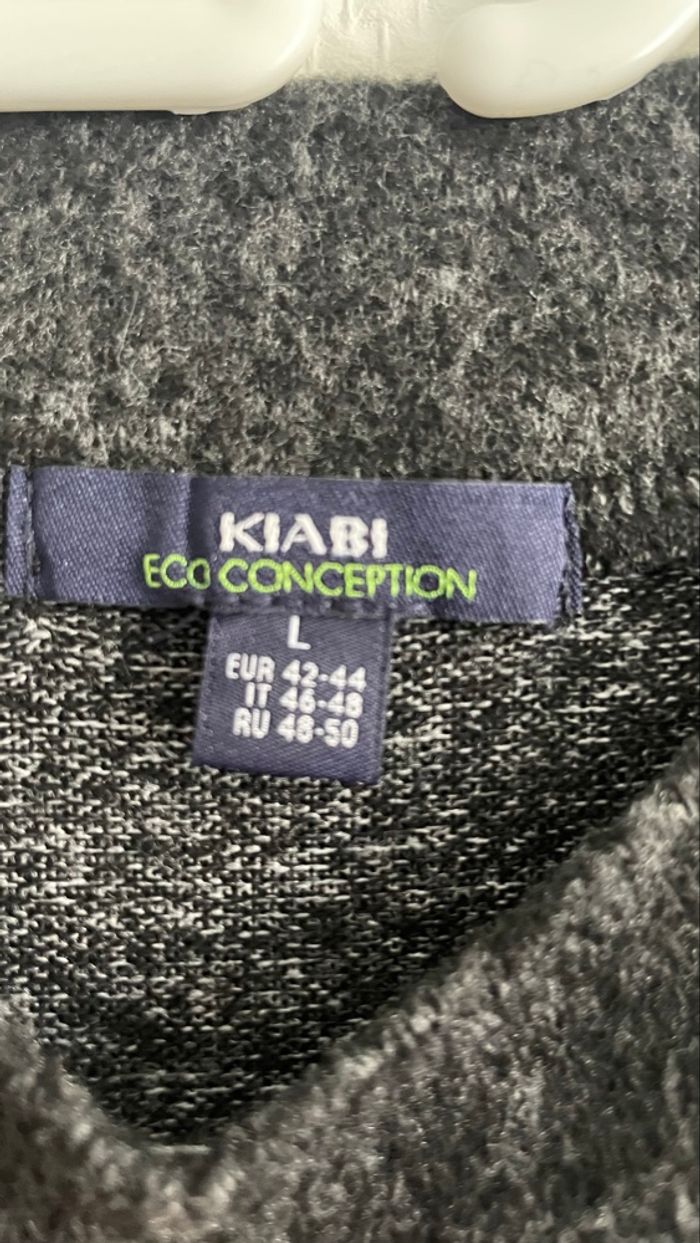 KIABI
ECO CONCEPTION
L
EUR 42-44
IT 46-48
RU 48-50